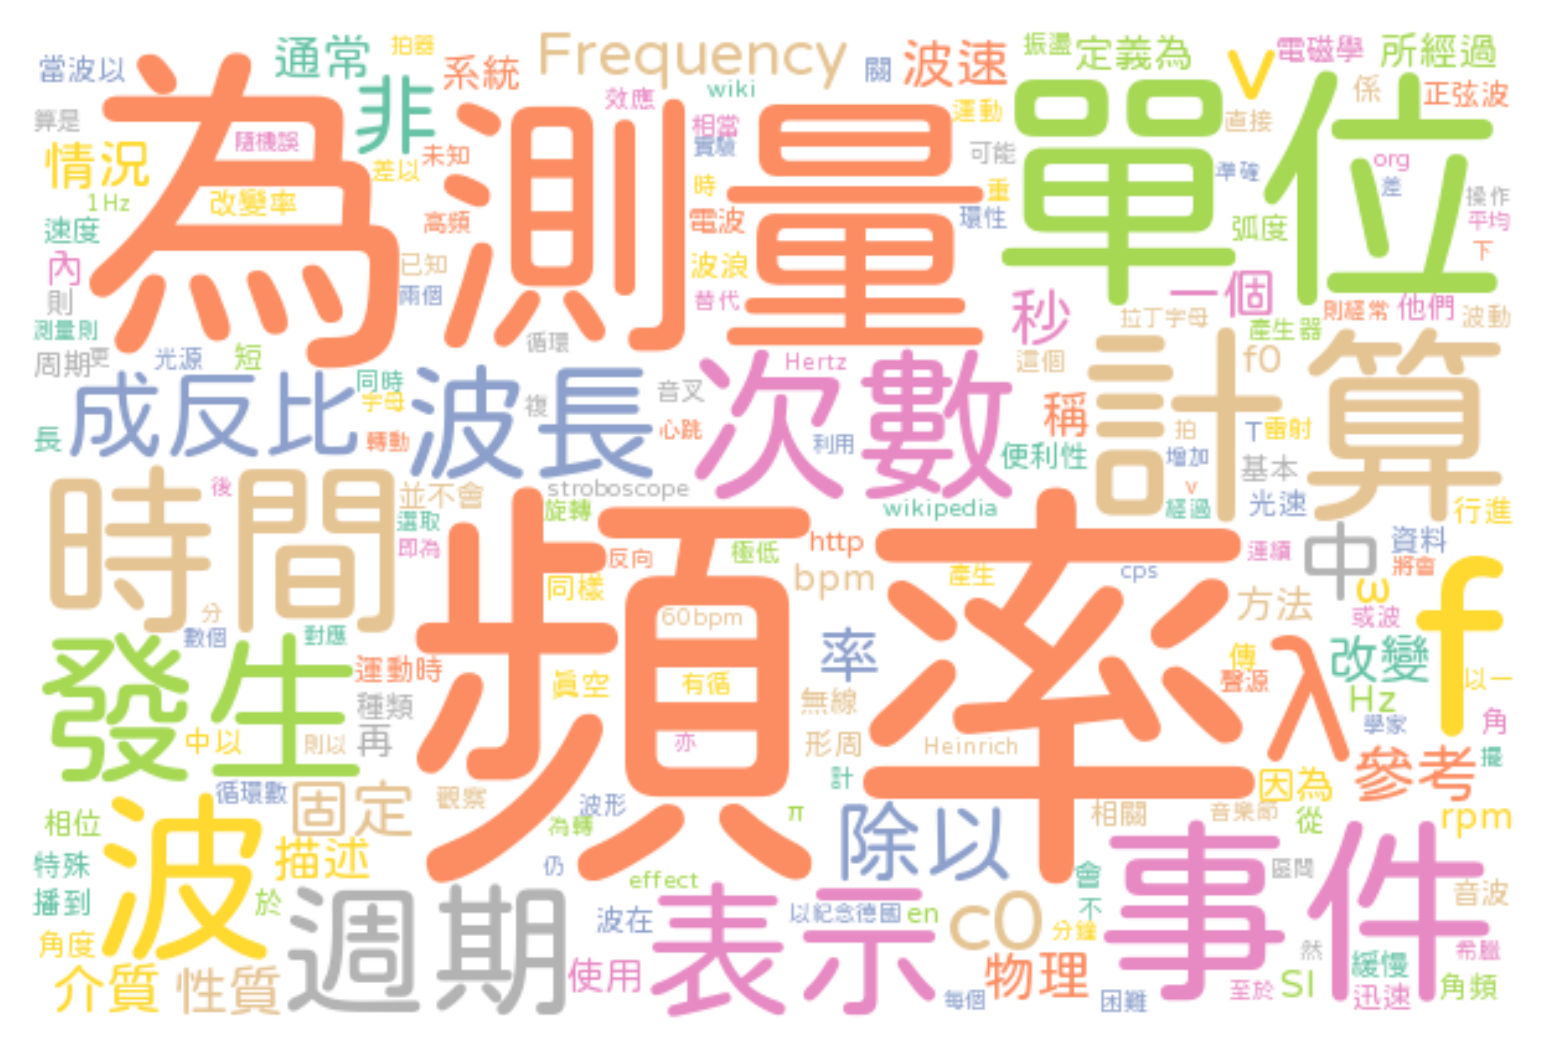 當波以 通常 拍器 系統 Frequency 關 波速 振盪 定義為 v 電磁學 所經過
算是 為 隨機誤 非 效應 wiki 運動 單位 係 正弦波
情況 差以 未知 測量 相當 實驗 可能 直接 準確 org 差 操作
1Hz 改變率 高頻 時 重 環性 弧度 平均
速度 電波 下
內 已知 波浪
則 兩個 替代 秒 一個 拉丁字母 則經常 他們 波動
測量則 循環 產生器
周期 更 光源 短 同時 Hertz 這個 f0
成反比 字母 波長 複 音叉 次數 稱 計算 拍 T 雷射
長 轉動 心跳 利用 便利性 增加 基本
時間 後 並不會 stroboscope wikipedia v 經過 光速 行進
選取 旋轉
即為 頻率 反向 極低 http 連續 中 資料
同樣 bpm 產生 cps 將會
分 60bpm 方法 ω 或波 f
數個 對應 率 傳 改變
發生 運動時 真空 有循 聲源 λ 以一
種類 無線 Hz 學家 角
中以 則以 再 亦 形周 Heinrich 參考 擺
循環數 固定 觀察 波形 計 π 相關 因為 音樂節 從 rpm
相位 波 描述 為轉 除以 事件
特殊 仍 effect 會 區間
播到 於 週期 波在 表示 以紀念德國 en c0 不 分鐘 音波
角度 然 希臘
介質 性質 使用 物理 緩慢
每個 困難 至於 SI 迅速 角頻